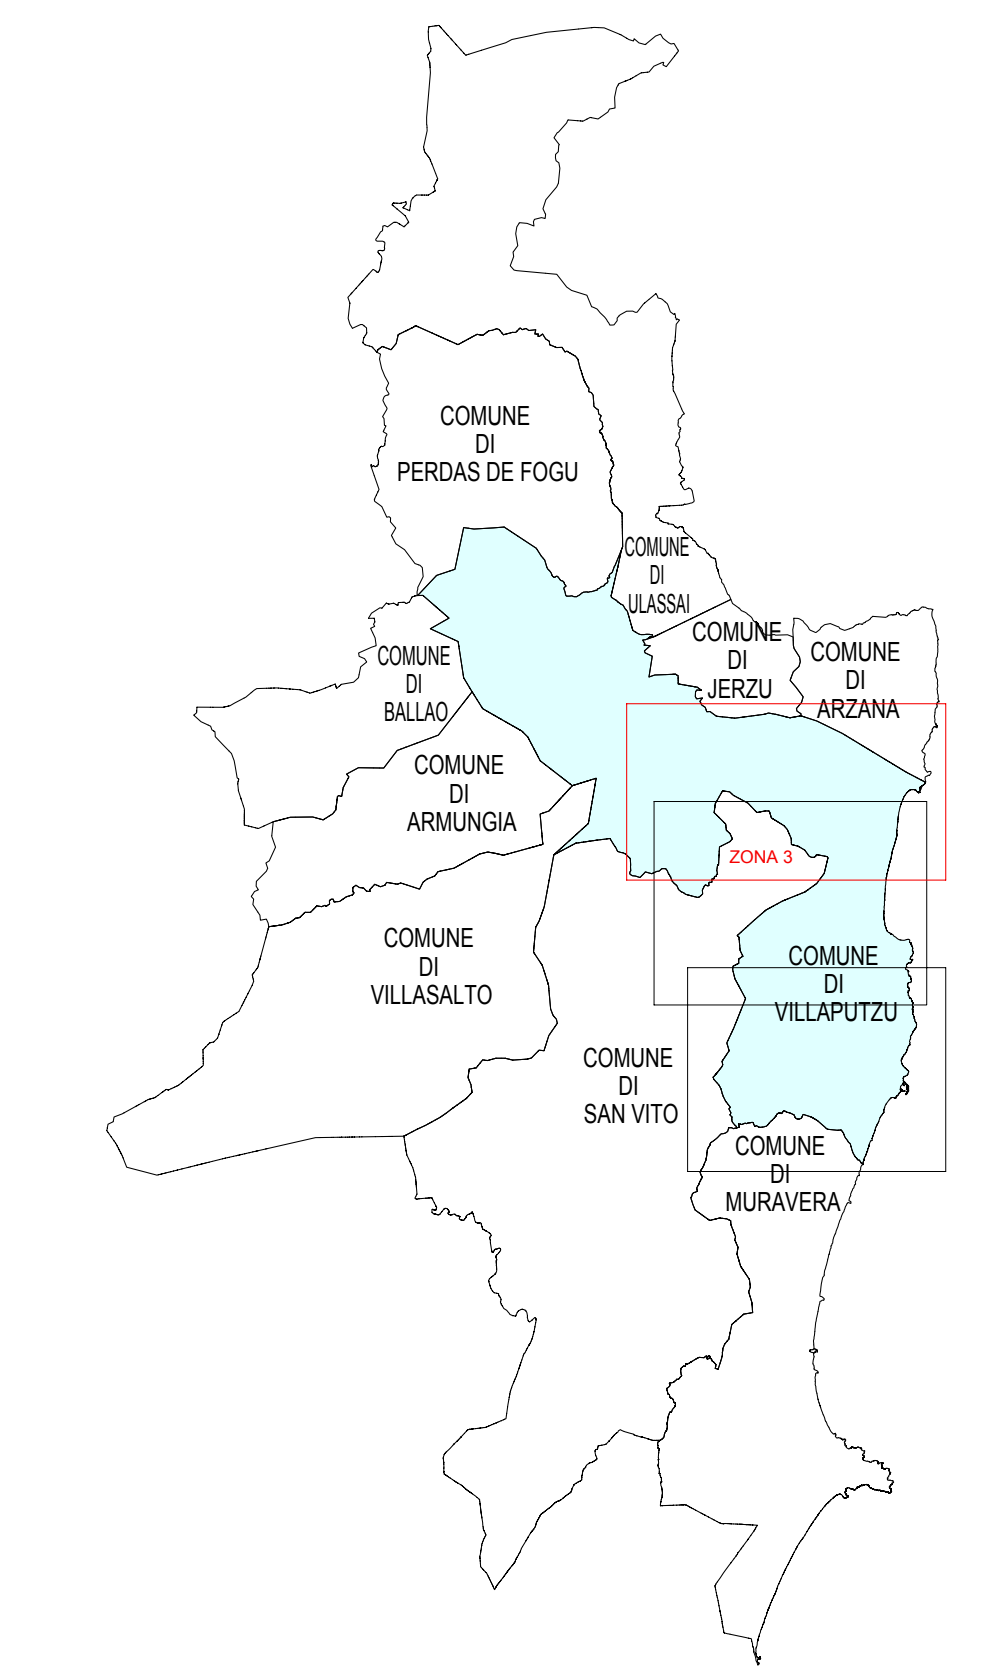 COMUNE
DI
PERDAS DE FOGU
COMUNE
DI
ULASSAI
COMUNE
DI
JERZU
COMUNE
DI
ARZANA
COMUNE
DI
BALLAO
COMUNE
DI
ARMUNGIA
ZONA 3
COMUNE
DI
VILLASALTO
COMUNE
DI
VILLAPUTZU
COMUNE
DI
SAN VITO
COMUNE
DI
MURAVERA